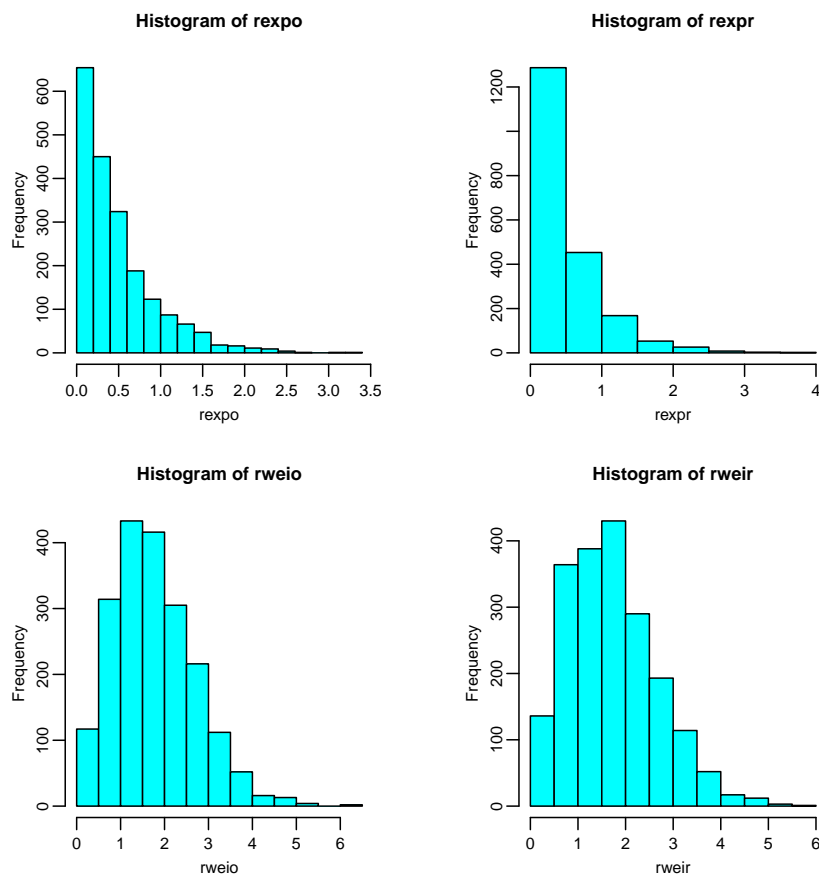 Histogram of rexpo
Frequency
0 100 200 300 400 500 600
0.0 0.5 1.0 1.5 2.0 2.5 3.0 3.5
rexpo
Histogram of rexpr
Frequency
0 200 400 600 800 1200
0 1 2 3 4
rexpr
Histogram of rweio
Frequency
0 100 200 300 400
0 1 2 3 4 5 6
rweio
Histogram of rweir
Frequency
0 100 200 300 400
0 1 2 3 4 5 6
rweir